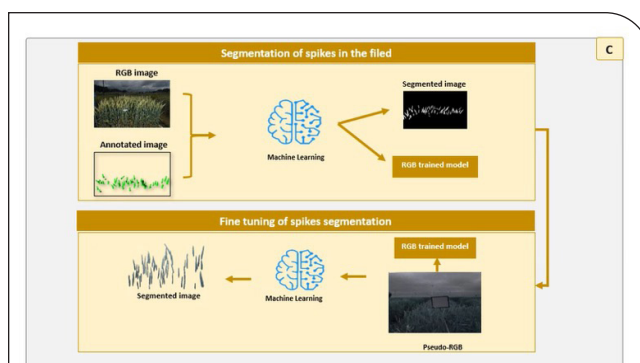 C
Segmentation of spikes in the filed
RGB image
Segmented image
Machine Learning
Annotated image
RGB trained model
Fine tuning of spikes segmentation
RGB trained model
Segmented image
Machine Learning
Pseudo-RGB